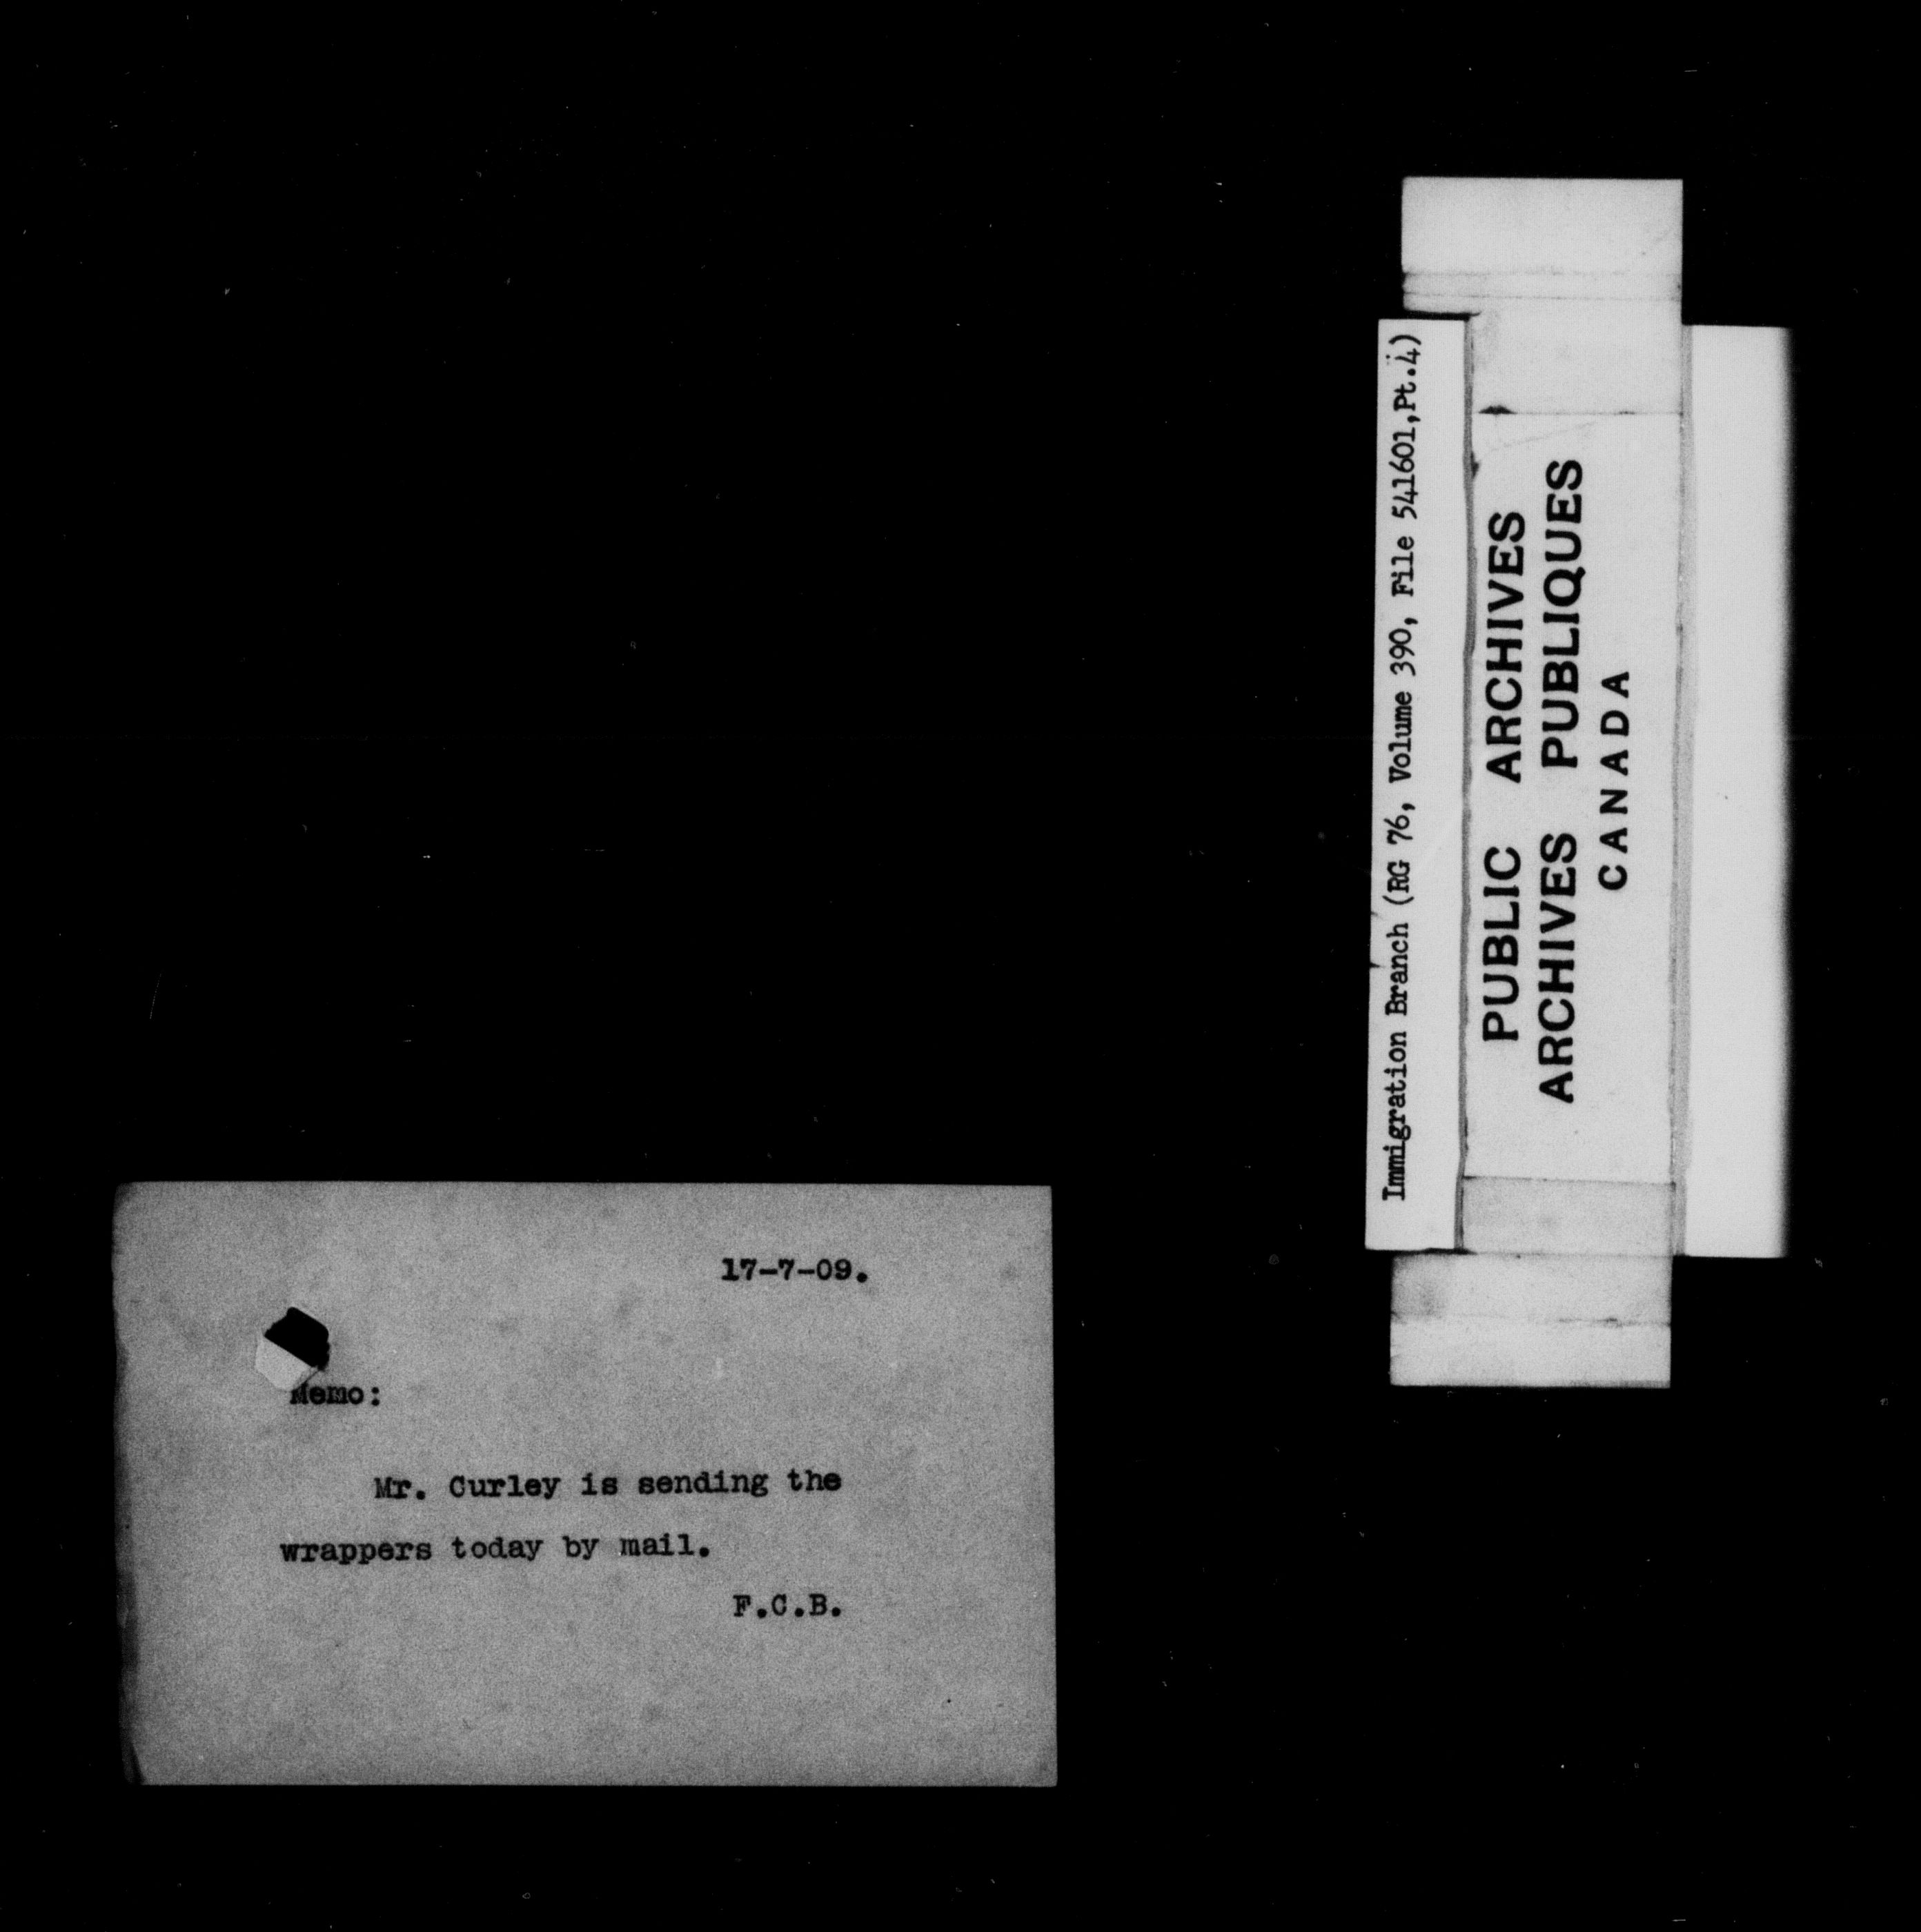 17-7-09.
Memo:
Mr. Curley is sending the
wrappers today by mail.
F.C.B.
Immigration Branch (RG 76, Volume 390, File 541601,Pt.4)
PUBLIC ARCHIVES
ARCHIVES PUBLIQUES
CANADA